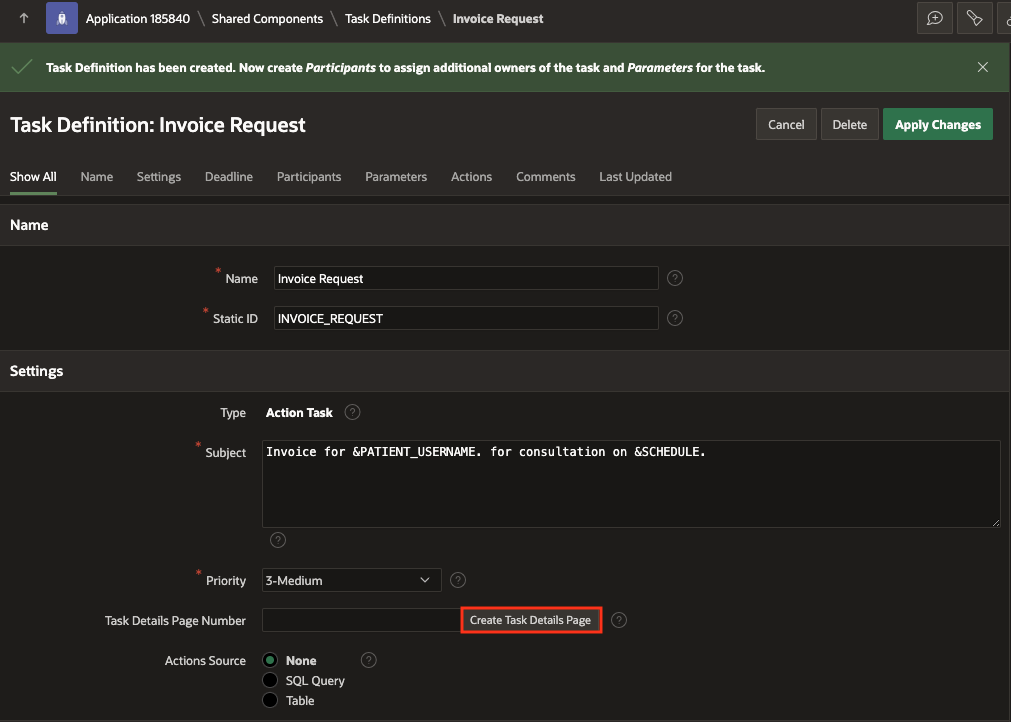 Application 185840 \ Shared Components \ Task Definitions \ Invoice Request
Task Definition has been created. Now create Participants to assign additional owners of the task and Parameters for the task.
Task Definition: Invoice Request
Cancel Delete Apply Changes
Show All Name Settings Deadline Participants Parameters Actions Comments Last Updated
Name
* Name Invoice Request ?
* Static ID INVOICE_REQUEST ?
Settings
Type Action Task ?
* Subject Invoice for &PATIENT_USERNAME. for consultation on &SCHEDULE.
?
* Priority 3-Medium ?
Task Details Page Number Create Task Details Page ?
Actions Source None ?
SQL Query
Table